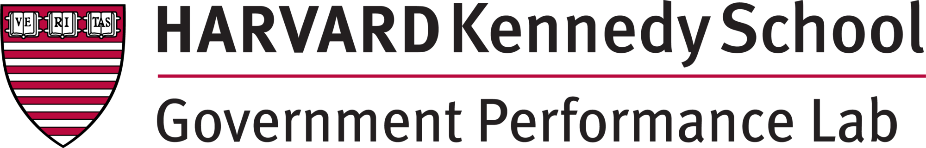 VE RI TAS
HARVARD Kennedy School
Government Performance Lab